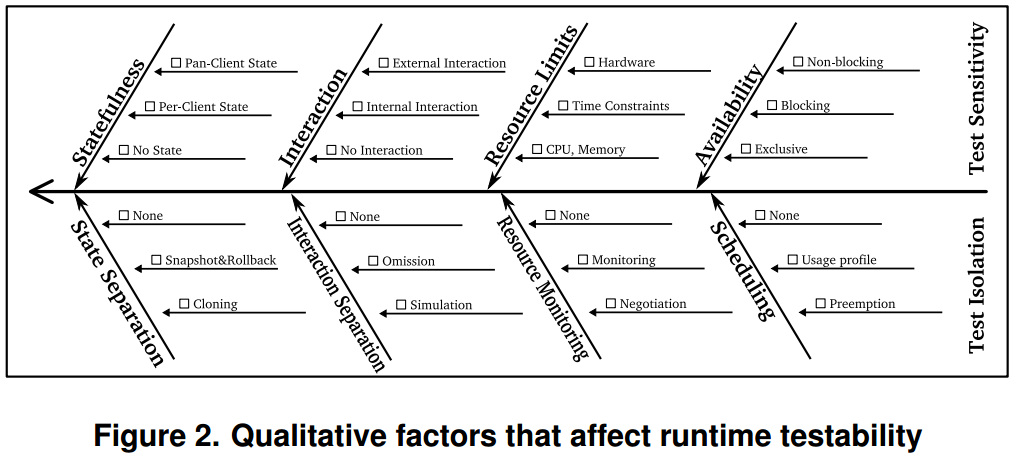 Statefulness
☐ Pan-Client State
☐ Per-Client State
☐ No State
Interaction
☐ External Interaction
☐ Internal Interaction
☐ No Interaction
Resource Limits
☐ Hardware
☐ Time Constraints
☐ CPU, Memory
Availability
☐ Non-blocking
☐ Blocking
☐ Exclusive
Test Sensitivity
State Separation
☐ None
☐ Snapshot&Rollback
☐ Cloning
Interaction Separation
☐ None
☐ Omission
☐ Simulation
Resource Monitoring
☐ None
☐ Monitoring
☐ Negotiation
Scheduling
☐ None
☐ Usage profile
☐ Preemption
Test Isolation
Figure 2. Qualitative factors that affect runtime testability